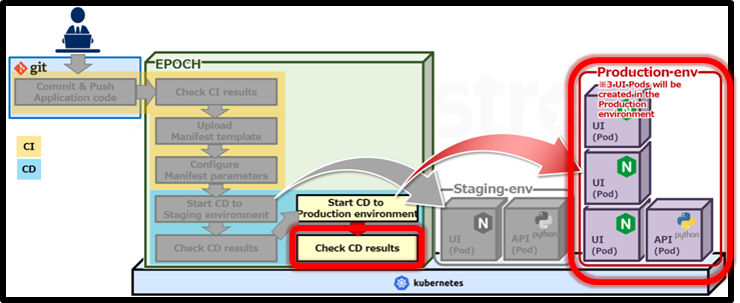 git
Commit & Push
Application code
EPOCH
Check CI results
Upload
Manifest template
Configure
Manifest parameters
Start CD to
Staging environment
Check CD results
Start CD to
Production environment
Check CD results
CI
CD
Staging-env
UI
(Pod)
python
API
(Pod)
Production-env
※3 UI Pods will be
created in the
Production
environment
UI
(Pod)
UI
(Pod)
UI
(Pod)
python
API
(Pod)
kubernetes